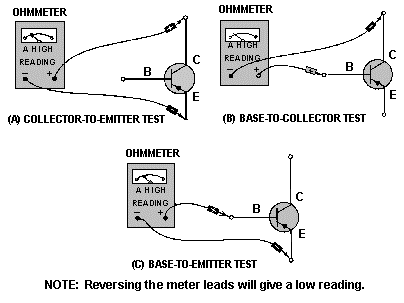 OHMMETER
A HIGH
READING
– +
B
C
E
(A) COLLECTOR-TO-EMITTER TEST
OHMMETER
A HIGH
READING
– +
B
C
E
(B) BASE-TO-COLLECTOR TEST
OHMMETER
A HIGH
READING
– +
B
C
E
(C) BASE-TO-EMITTER TEST
NOTE: Reversing the meter leads will give a low reading.